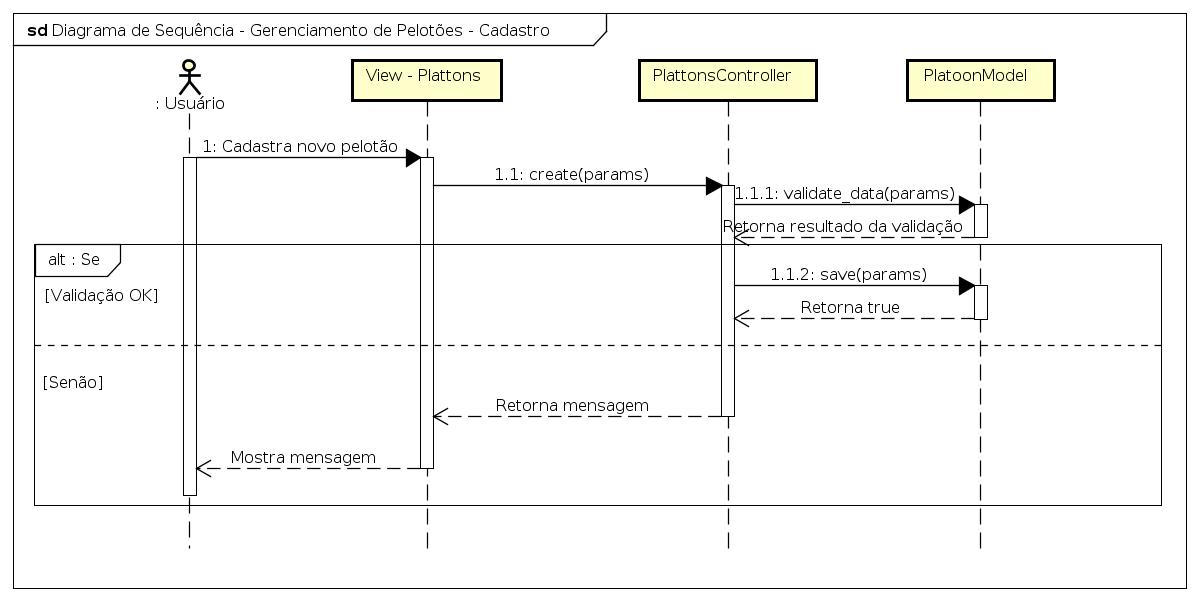 sd Diagrama de Sequência - Gerenciamento de Pelotões - Cadastro
: Usuário
View - Plattons
PlattonsController
PlatoonModel
1: Cadastra novo pelotão
1.1: create(params)
1.1.1: validate_data(params)
Retorna resultado da validação
alt : Se
[Validação OK]
1.1.2: save(params)
Retorna true
[Senão]
Retorna mensagem
Mostra mensagem